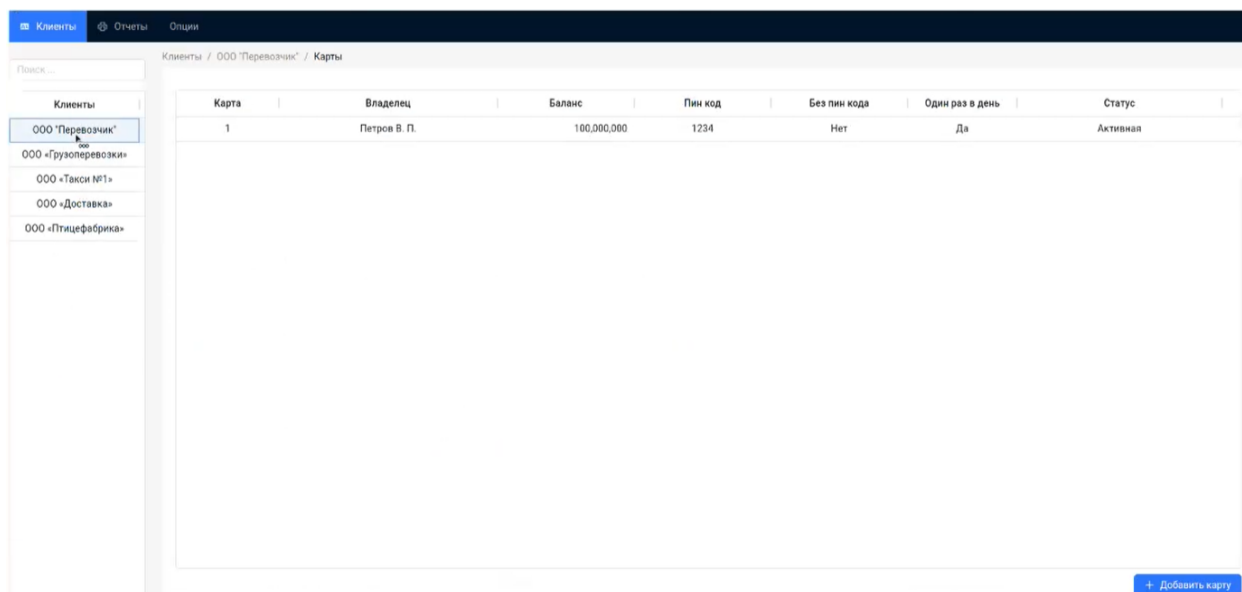 Клиенты Отчеты Опции
Клиенты / ООО "Перевозчик" / Карты
Поиск ...
Клиенты
ООО "Перевозчик"
ООО «Грузоперевозки»
ООО «Такси №1»
ООО «Доставка»
ООО «Птицефабрика»
Карта Владелец Баланс Пин код Без пин кода Один раз в день Статус
1 Петров В. П. 100,000,000 1234 Нет Да Активная
+ Добавить карту